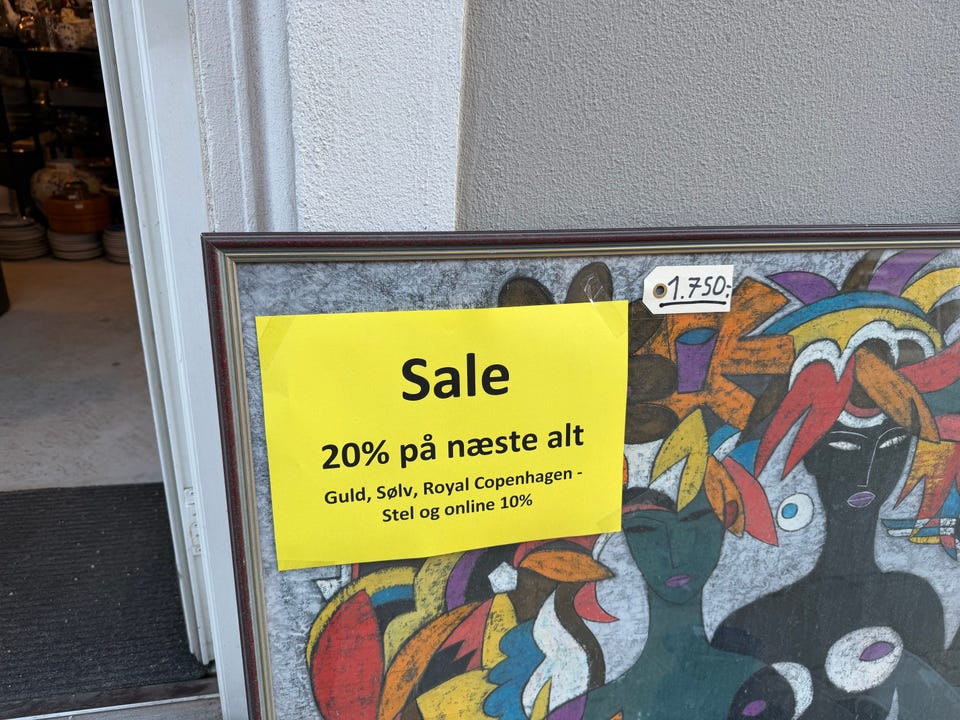 1.750,-
Sale
20% på næste alt
Guld, Sølv, Royal Copenhagen -
Stel og online 10%